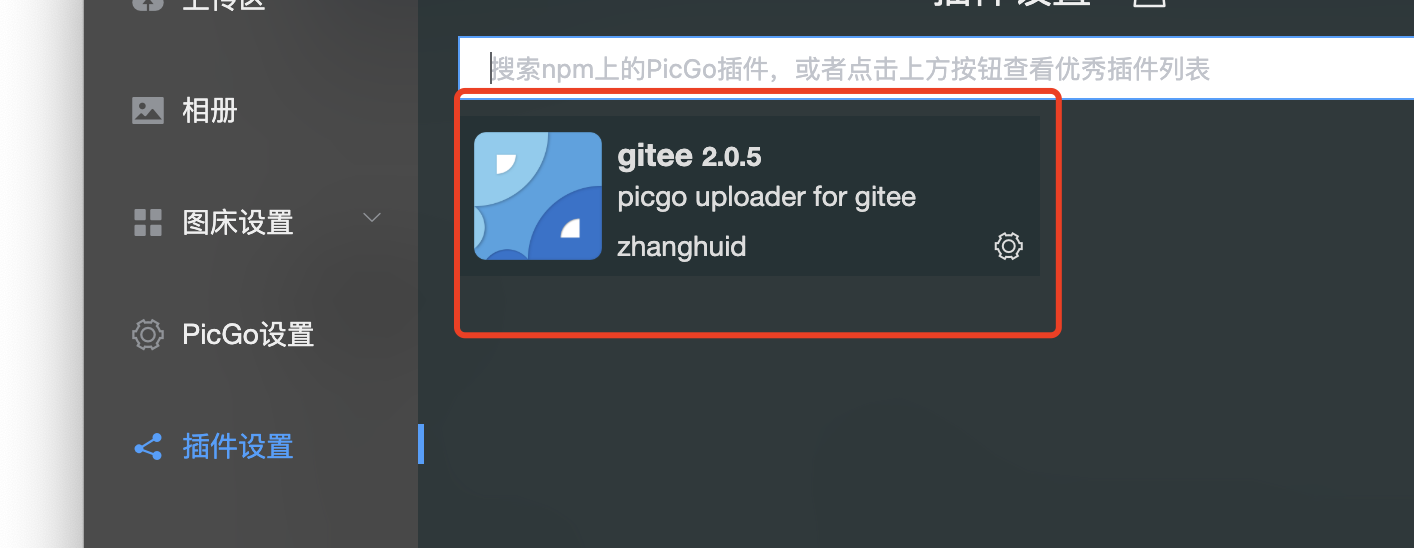 上传区
插件设置
搜索npm上的PicGo插件，或者点击上方按钮查看优秀插件列表
相册
gitee 2.0.5
picgo uploader for gitee
图床设置
zhanghuid
PicGo设置
插件设置